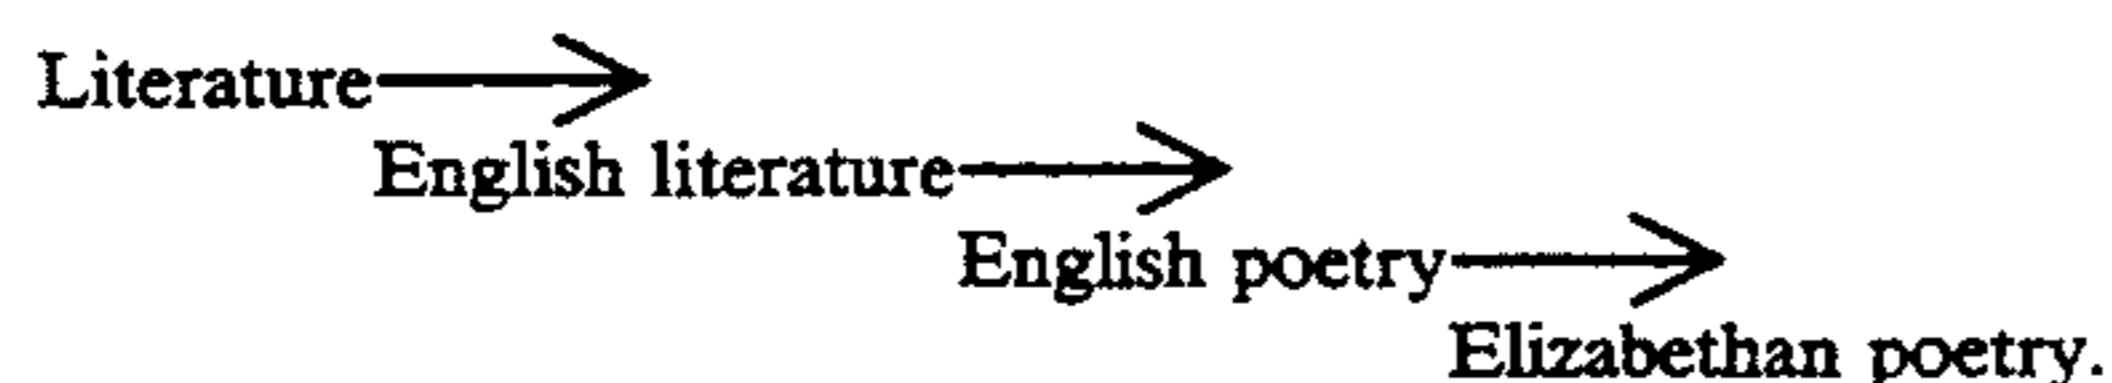 Literature
English literature
English poetry
Elizabethan poetry.